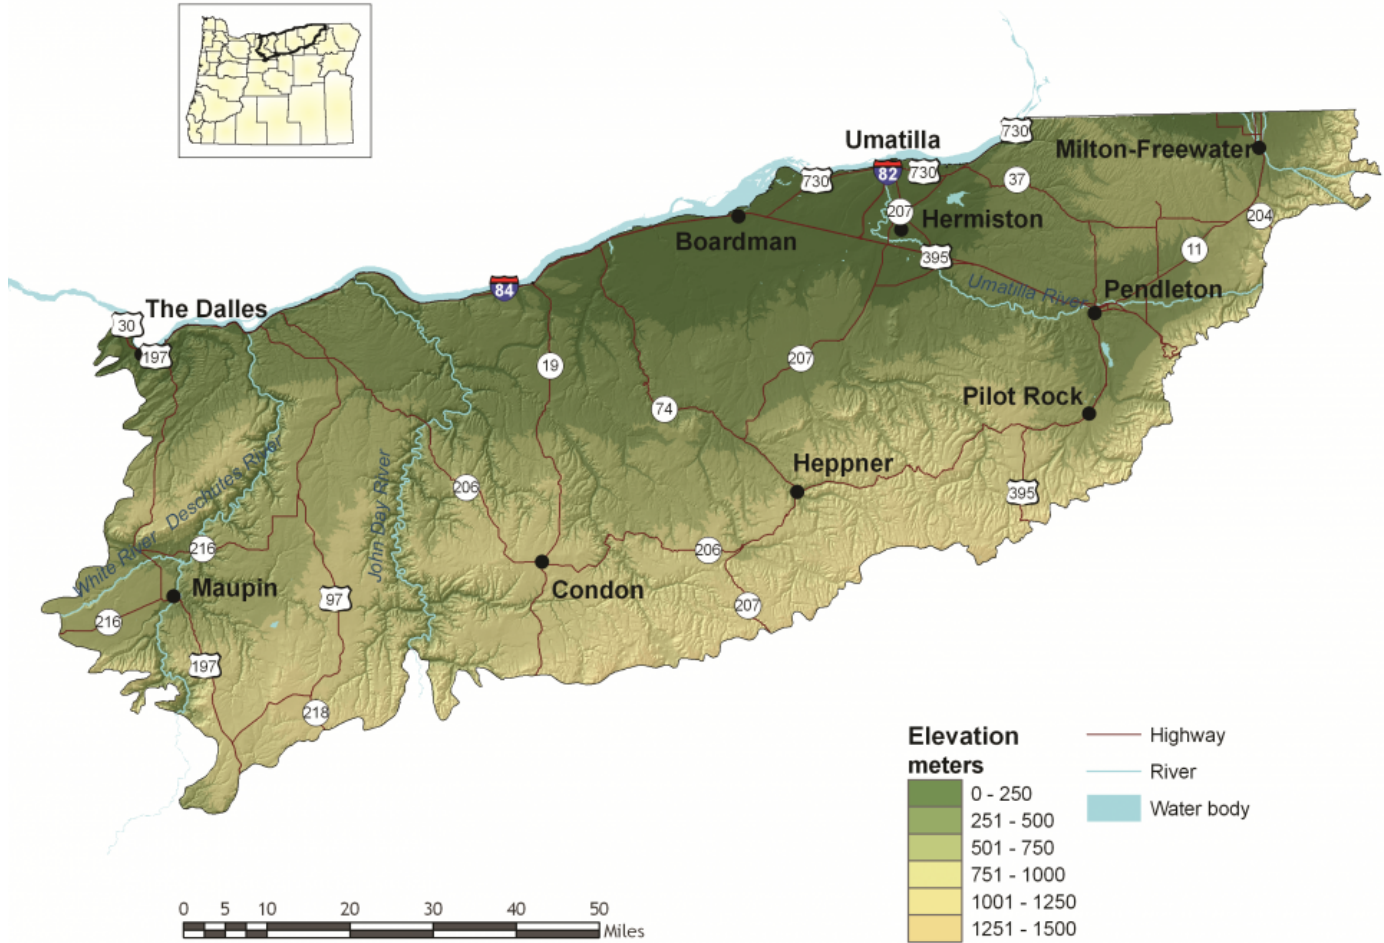 730
Umatilla
Milton-Freewater
730
82
730
37
207
Hermiston
204
Boardman
11
395
84
Umatilla River
Pendleton
The Dalles
30
197
19
207
74
Pilot Rock
Heppner
Deschutes River
John Day River
206
395
White River
216
206
Maupin
Condon
97
207
216
197
218
Elevation
meters
0 - 250
251 - 500
501 - 750
751 - 1000
1001 - 1250
1251 - 1500
Highway
River
Water body
0 5 10 20 30 40 50
Miles